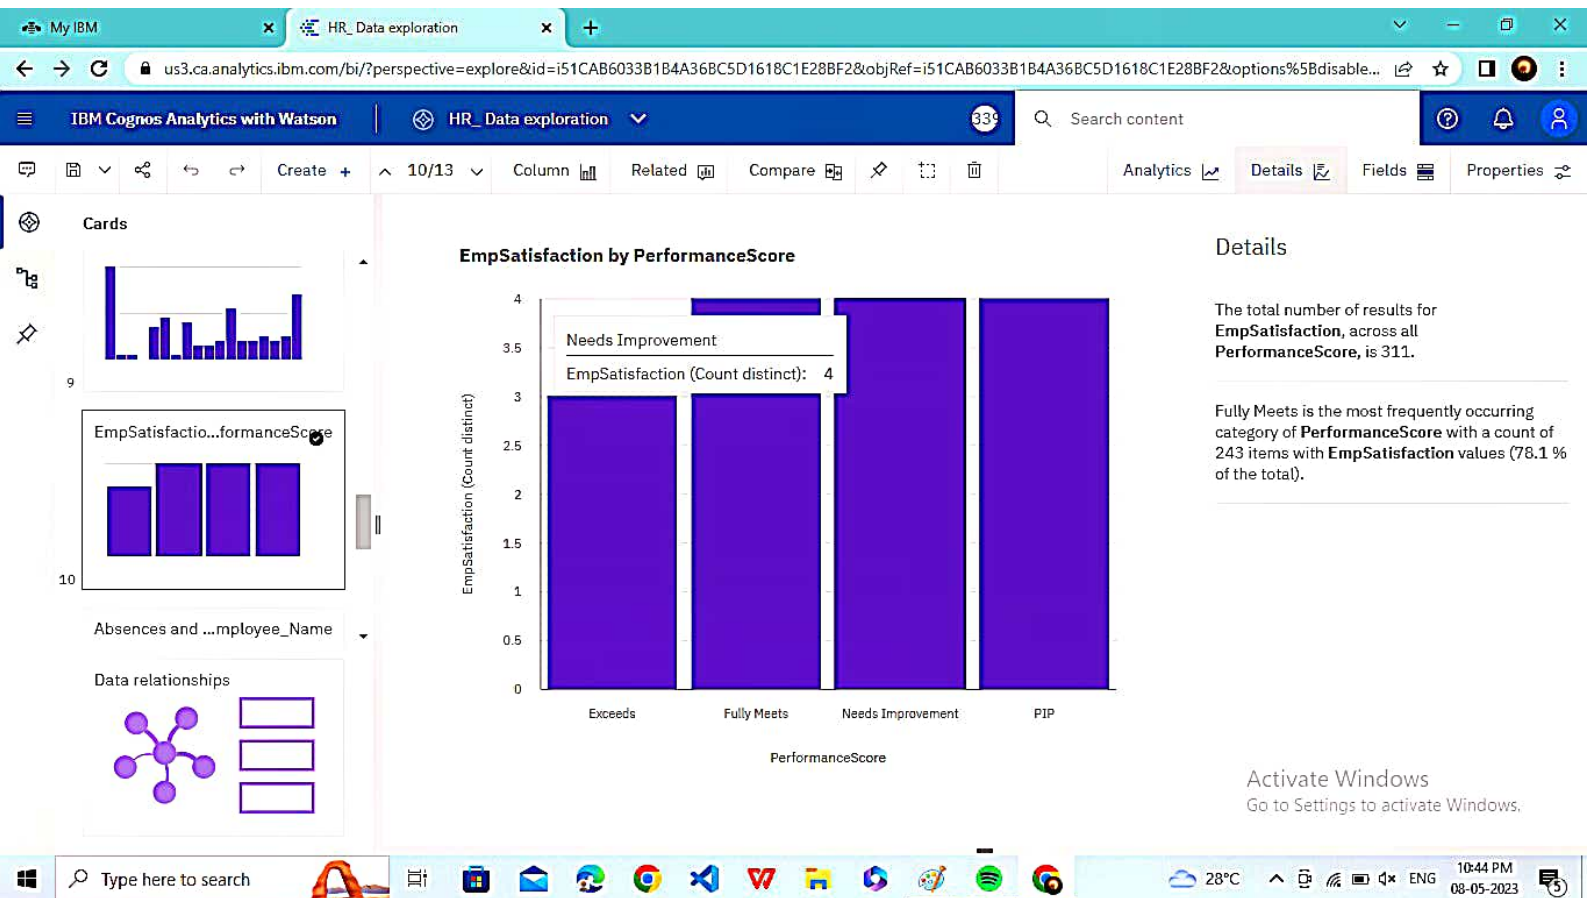 My IBM
HR_ Data exploration
us3.ca.analytics.ibm.com/bi/?perspective=explore&id=i51CAB6033B1B4A36BC5D1618C1E28BF2&objRef=i51CAB6033B1B4A36BC5D1618C1E28BF2&options%5Bdisable...
IBM Cognos Analytics with Watson
HR_ Data exploration
339
Search content
Create
10/13
Column
Related
Compare
Analytics
Details
Fields
Properties
Cards
9
EmpSatisfactio...formanceScore
10
Absences and ...mployee_Name
Data relationships
EmpSatisfaction by PerformanceScore
EmpSatisfaction (Count distinct)
4
3.5
3
2.5
2
1.5
1
0.5
0
Needs Improvement
EmpSatisfaction (Count distinct): 4
Exceeds
Fully Meets
Needs Improvement
PIP
PerformanceScore
Details
The total number of results for
EmpSatisfaction, across all
PerformanceScore, is 311.
Fully Meets is the most frequently occurring
category of PerformanceScore with a count of
243 items with EmpSatisfaction values (78.1 %
of the total).
Activate Windows
Go to Settings to activate Windows.
Type here to search
28°C
ENG
10:44 PM
08-05-2023
5